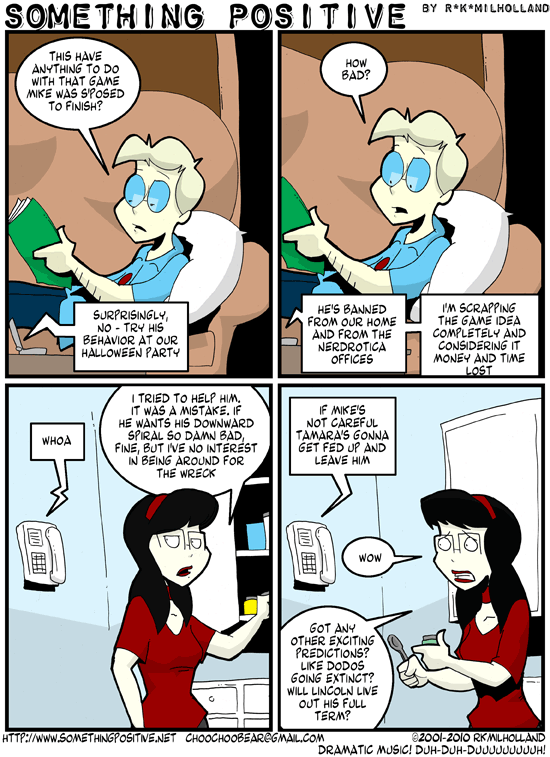 SOMETHING POSITIVE BY R*K*MILHOLLAND
THIS HAVE
ANYTHING TO DO
WITH THAT GAME
MIKE WAS S'POSED
TO FINISH?
SURPRISINGLY,
NO - TRY HIS
BEHAVIOR AT OUR
HALLOWEEN PARTY
HOW
BAD?
HE'S BANNED
FROM OUR HOME
AND FROM THE
NERDROTICA
OFFICES
I'M SCRAPPING
THE GAME IDEA
COMPLETELY AND
CONSIDERING IT
MONEY AND TIME
LOST
WHOA
I TRIED TO HELP HIM.
IT WAS A MISTAKE. IF
HE WANTS HIS DOWNWARD
SPIRAL SO DAMN BAD,
FINE, BUT I'VE NO INTEREST
IN BEING AROUND FOR
THE WRECK
IF MIKE'S
NOT CAREFUL
TAMARA'S GONNA
GET FED UP AND
LEAVE HIM
WOW
GOT ANY
OTHER EXCITING
PREDICTIONS?
LIKE DODOS
GOING EXTINCT?
WILL LINCOLN LIVE
OUT HIS FULL
TERM?
HTTP://WWW.SOMETHINGPOSITIVE.NET CHOOCHOOBEAR@GMAIL.COM ©2001-2010 RKMILHOLLAND
DRAMATIC MUSIC! DUH-DUH-DUUUUUUUUUH!